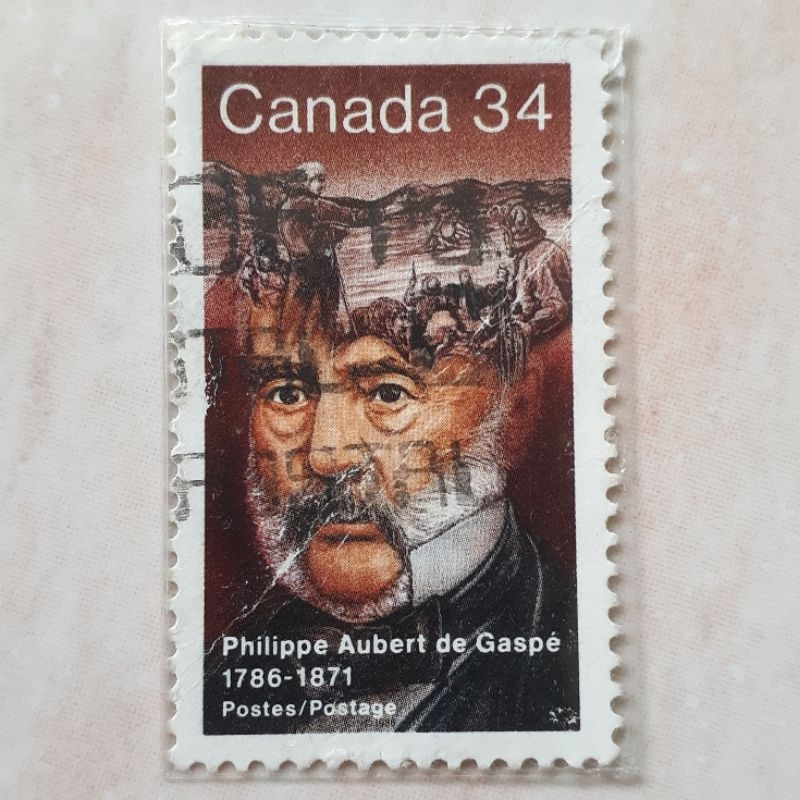 Canada 34
Philippe Aubert de Gaspé
1786-1871
Postes/Postage